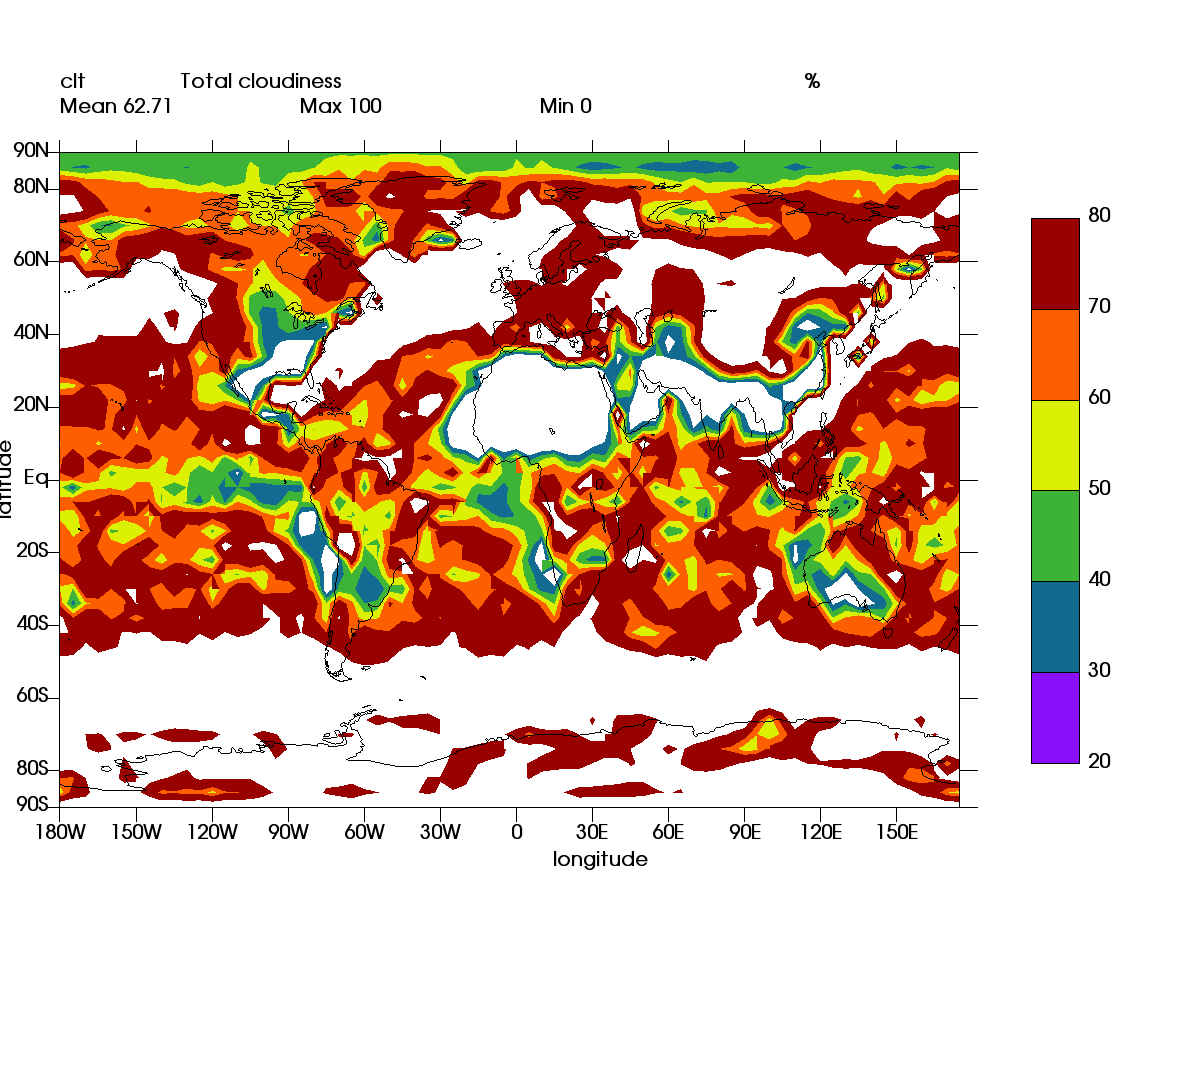 clt Total cloudiness %
Mean 62.71 Max 100 Min 0
90N
80N
60N
40N
20N
Eq
20S
40S
60S
80S
90S
latitude
180W 150W 120W 90W 60W 30W 0 30E 60E 90E 120E 150E
longitude
80
70
60
50
40
30
20